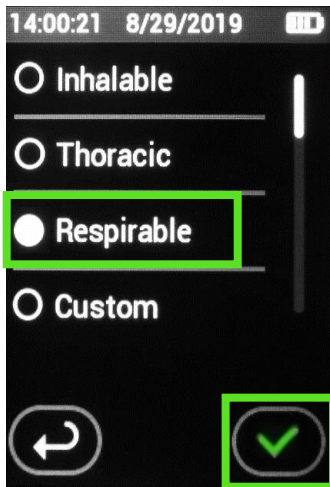 14:00:21 8/29/2019
Inhalable
Thoracic
Respirable
Custom